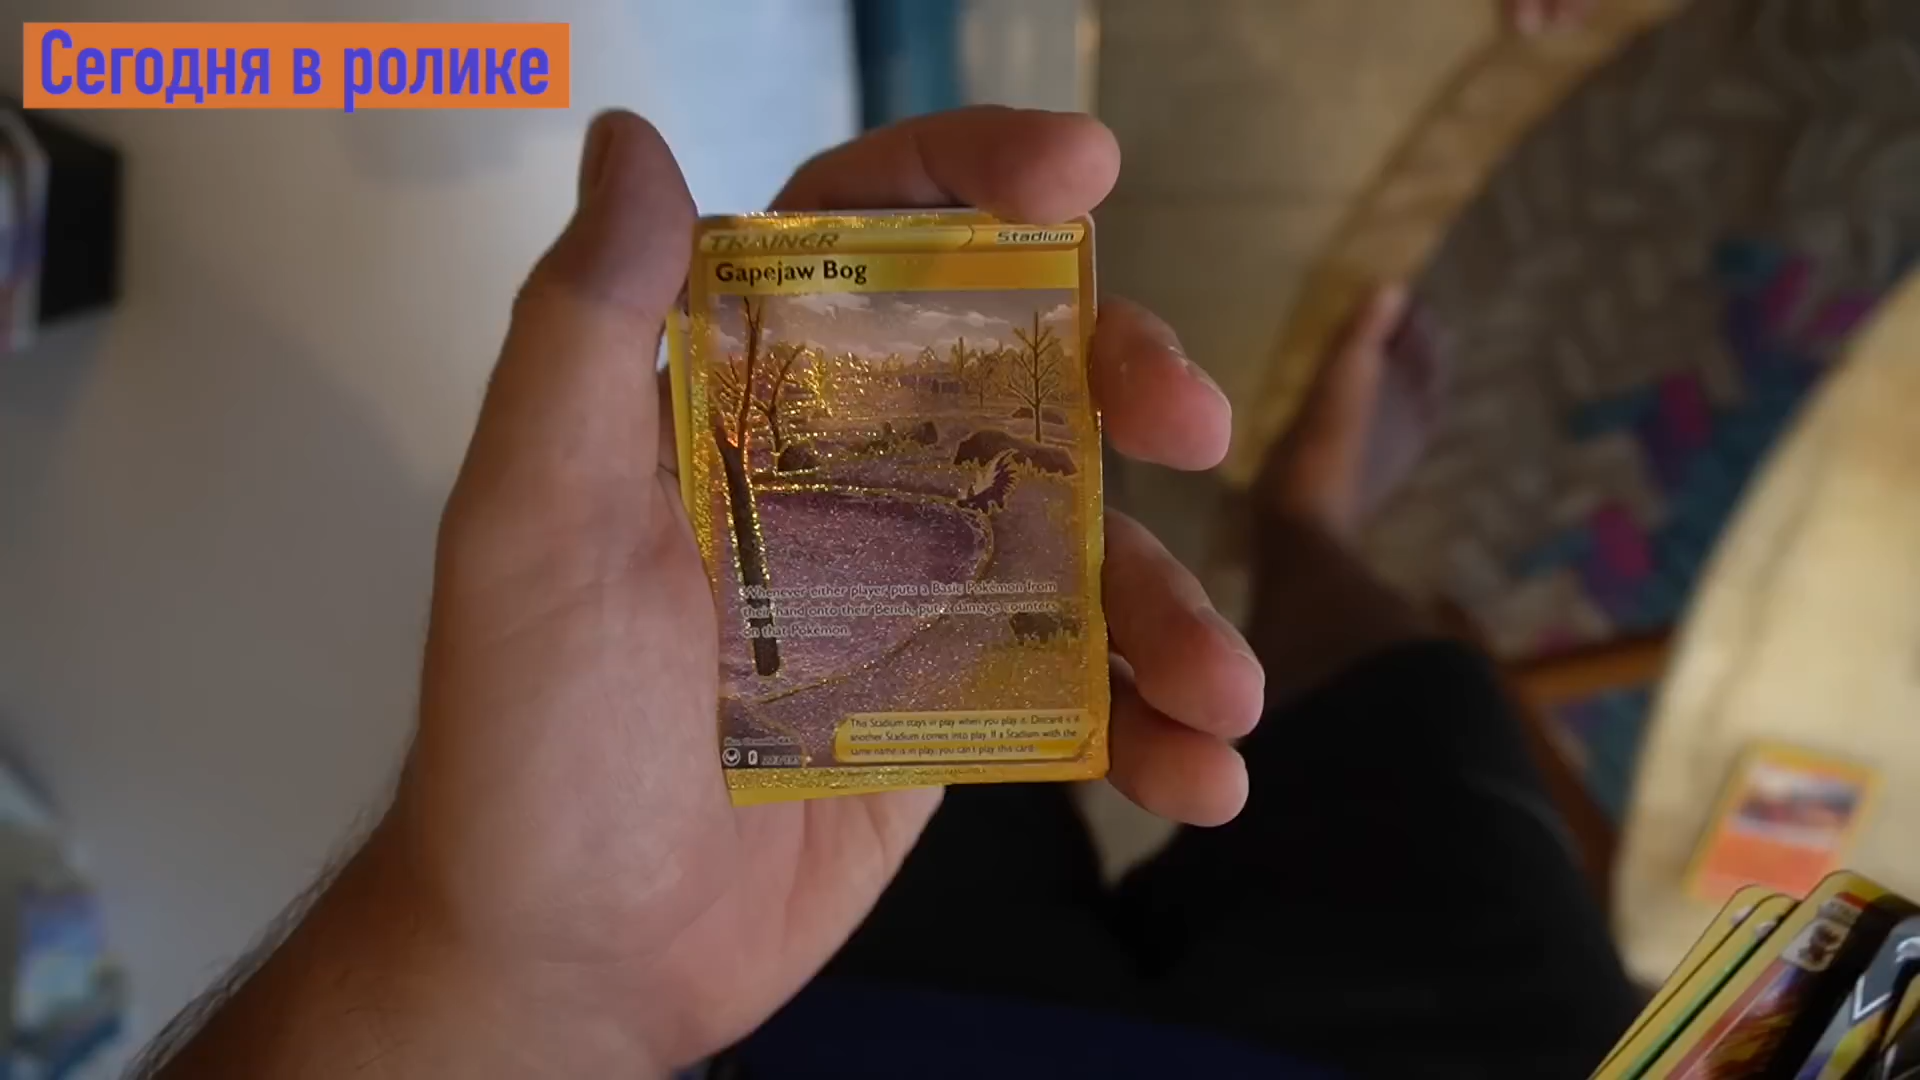 Сегодня в ролике
TRAINER
Stadium
Gapejaw Bog
Whenever either player puts a Basic Pokémon from
their hand onto their Bench, put 2 damage counters
on that Pokémon.
This Stadium stays in play when you play it. Discard it if
another Stadium comes into play. If a Stadium with the
same name is in play, you can't play this card.